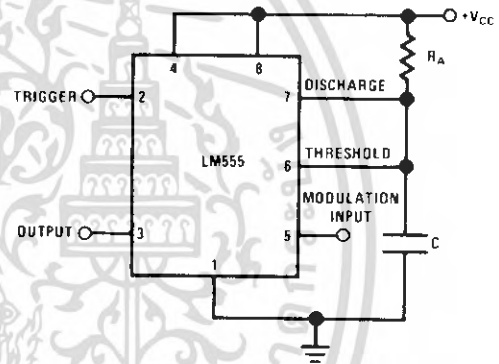 +VCC
4
8
RA
TRIGGER
2
7
DISCHARGE
LM555
6
THRESHOLD
MODULATION
INPUT
OUTPUT
3
5
C
1